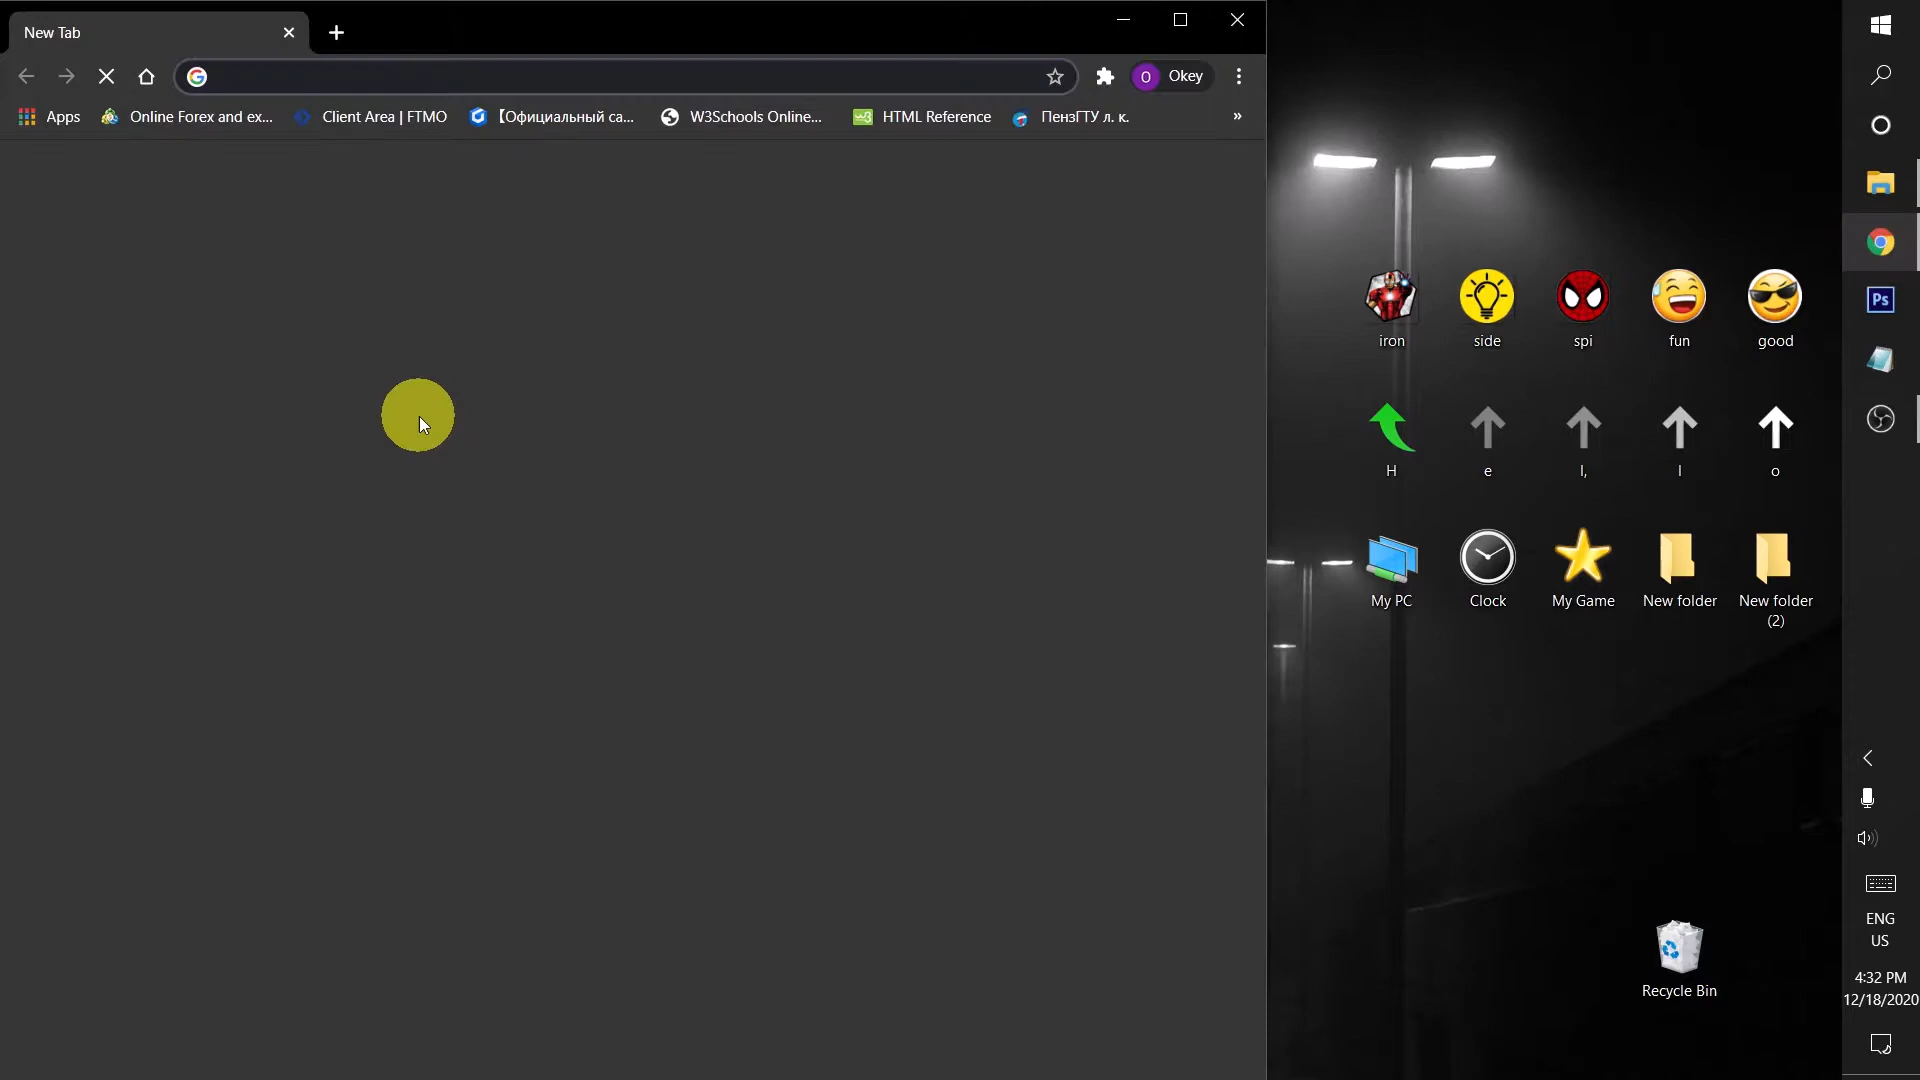 New Tab
O Okey
Apps
Online Forex and ex...
Client Area | FTMO
【Официальный са...
W3Schools Online...
w3
HTML Reference
ПензГТУ л. к.
»
iron
side
spi
fun
good
H
e
l,
l
o
My PC
Clock
My Game
New folder
New folder
(2)
Recycle Bin
Ps
ENG
US
4:32 PM
12/18/2020